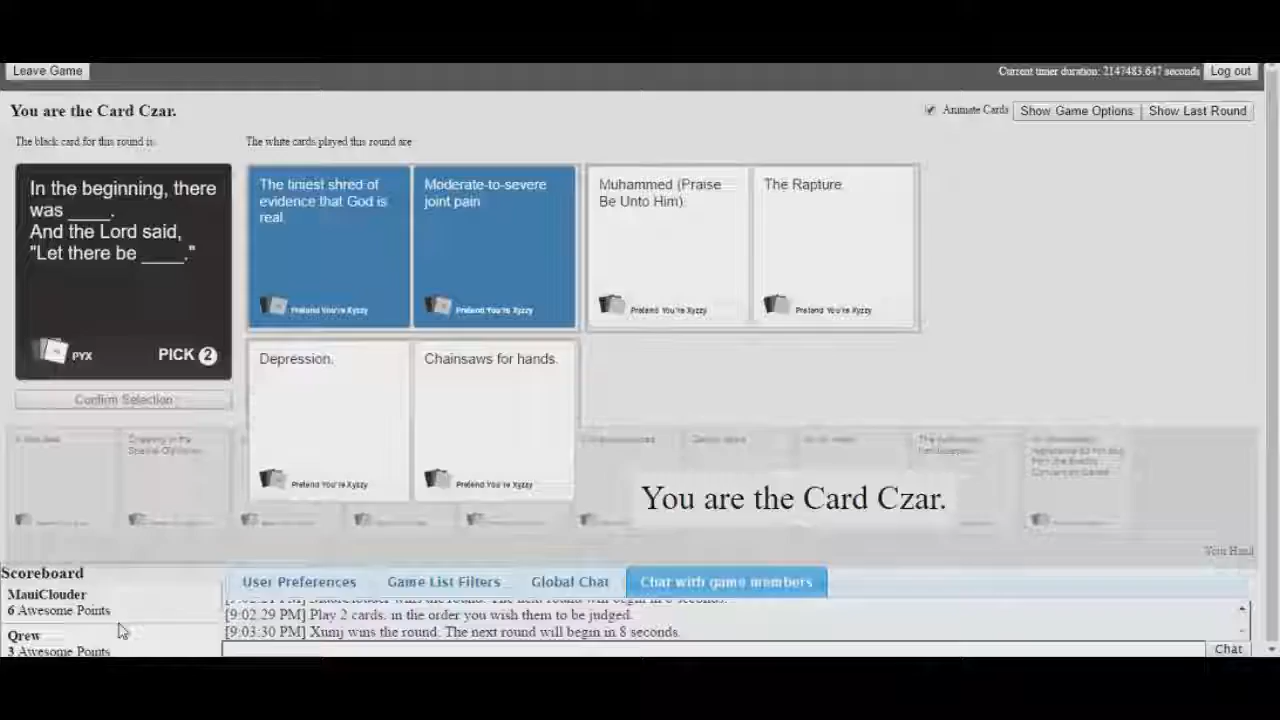 Leave Game
Current timer duration: 2147483.647 seconds
Log out
You are the Card Czar.
Animate Cards
Show Game Options
Show Last Round
The black card for this round is
The white cards played this round are
In the beginning, there
was ____.
And the Lord said,
"Let there be ____."
PYX
PICK 2
The tiniest shred of
evidence that God is
real
Pretend You're Xyzzy
Moderate-to-severe
joint pain
Pretend You're Xyzzy
Muhammed (Praise
Be Unto Him)
Pretend You're Xyzzy
The Rapture
Pretend You're Xyzzy
Confirm Selection
Depression.
Pretend You're Xyzzy
Chainsaws for hands.
Pretend You're Xyzzy
You are the Card Czar.
Your Hand
Scoreboard
MauiClouder
6 Awesome Points
Qrew
3 Awesome Points
User Preferences
Game List Filters
Global Chat
Chat with game members
[9:02:29 PM] Play 2 cards, in the order you wish them to be judged.
[9:03:30 PM] Xumj wins the round. The next round will begin in 8 seconds.
Chat